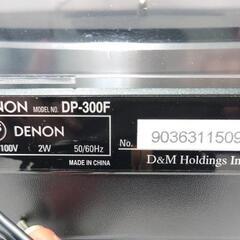 NON MODEL NO. DP-300F
DENON
100V 2W 50/60Hz
MADE IN CHINA
No. 9036311509
D&M Holdings In